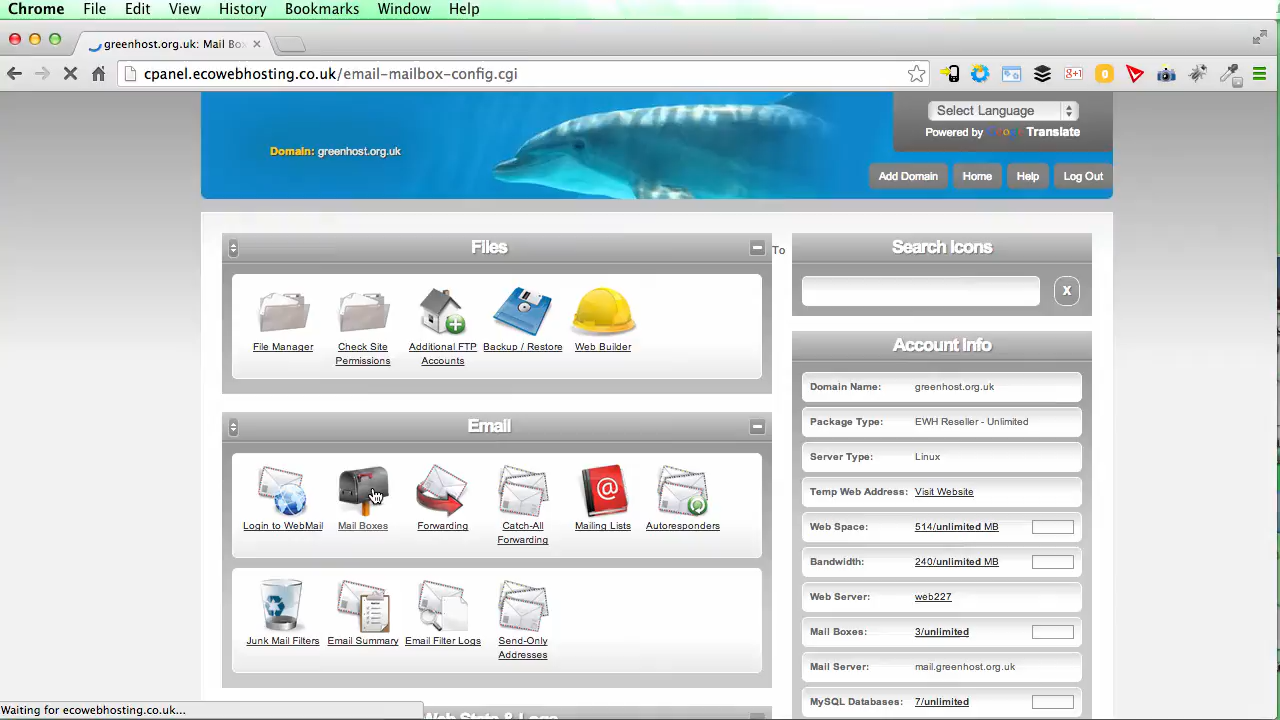 Chrome File Edit View History Bookmarks Window Help
greenhost.org.uk: Mail Bo
cpanel.ecowebhosting.co.uk/email-mailbox-config.cgi
Select Language
Powered by Google Translate
Domain: greenhost.org.uk
Add Domain Home Help Log Out
Files
To
File Manager
Check Site
Permissions
Additional FTP
Accounts
Backup / Restore
Web Builder
Email
Login to WebMail
Mail Boxes
Forwarding
Catch-All
Forwarding
Mailing Lists
Autoresponders
Junk Mail Filters
Email Summary
Email Filter Logs
Send-Only
Addresses
Web Stats & Logs
Search Icons
X
Account Info
Domain Name: greenhost.org.uk
Package Type: EWH Reseller - Unlimited
Server Type: Linux
Temp Web Address: Visit Website
Web Space: 514/unlimited MB
Bandwidth: 240/unlimited MB
Web Server: web227
Mail Boxes: 3/unlimited
Mail Server: mail.greenhost.org.uk
MySQL Databases: 7/unlimited
Waiting for ecowebhosting.co.uk...